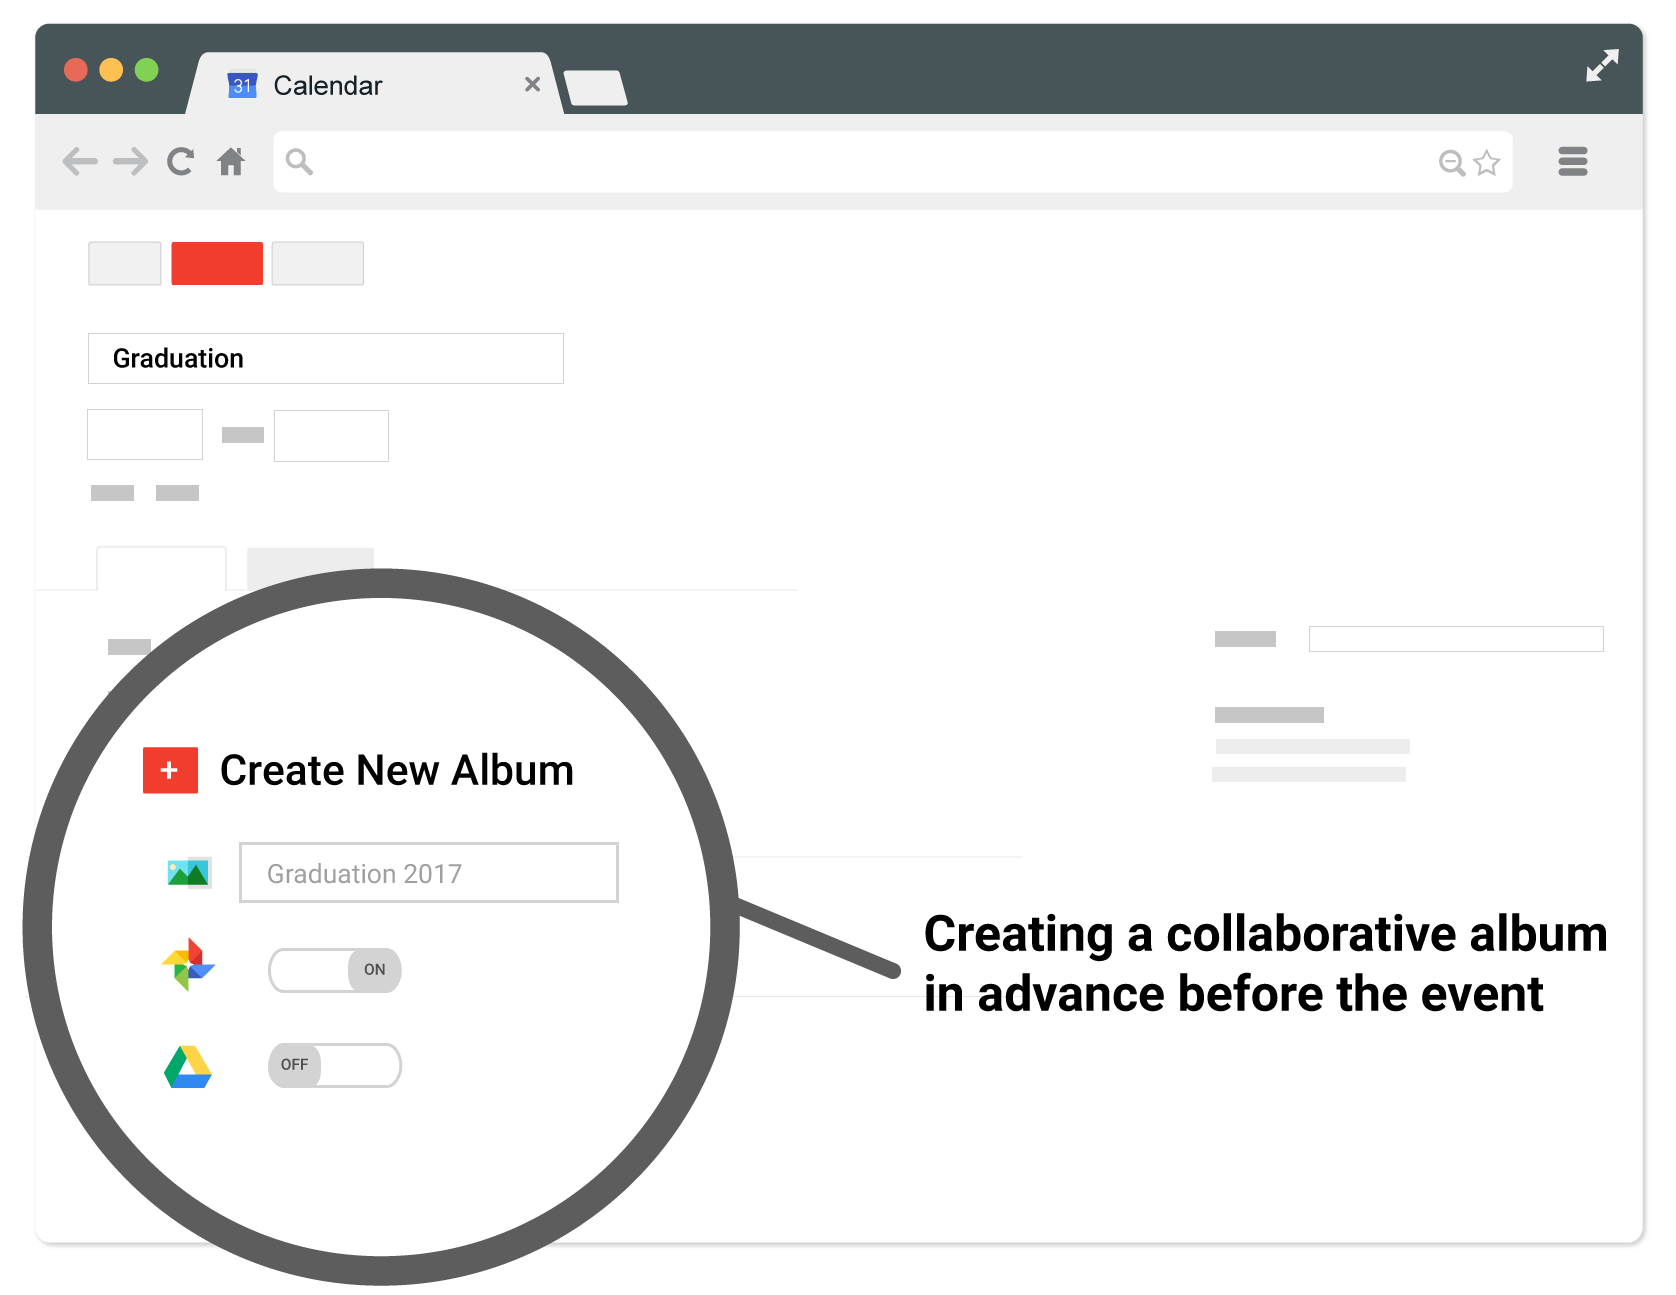 31 Calendar
Graduation
+ Create New Album
Graduation 2017
ON
OFF
Creating a collaborative album
in advance before the event